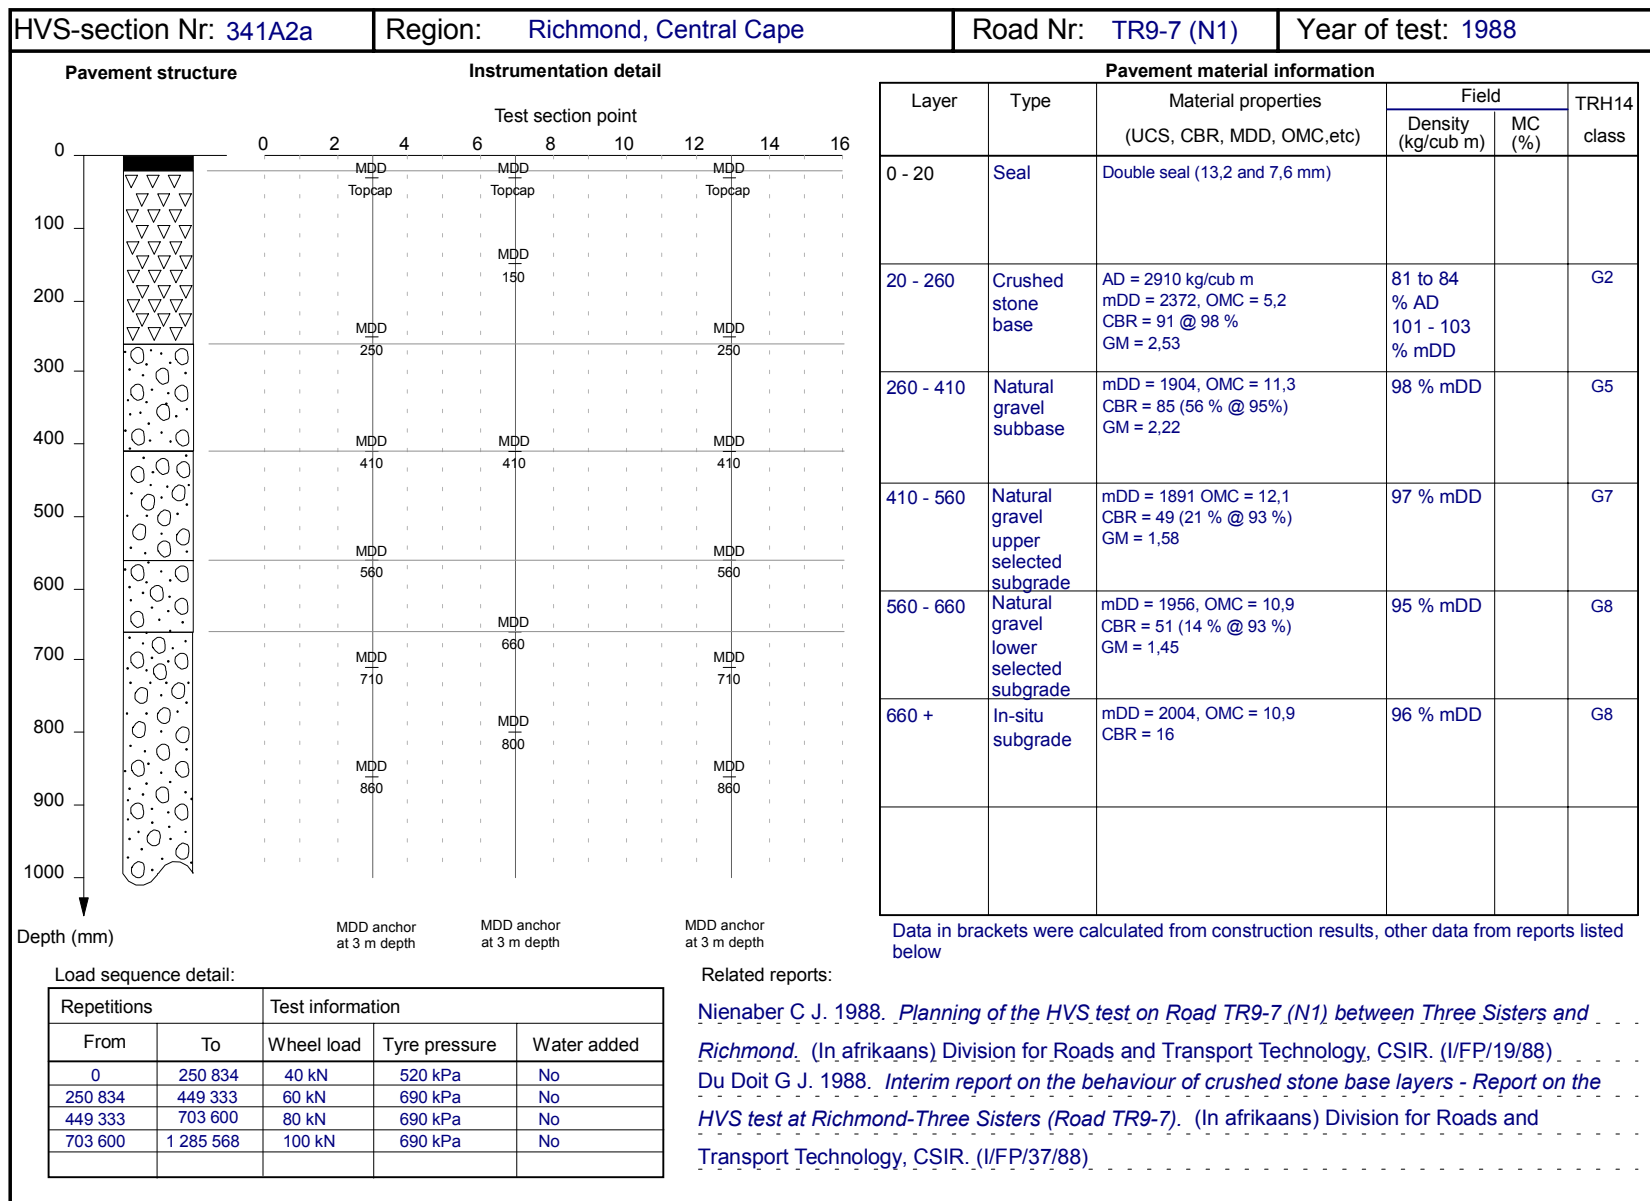 HVS-section Nr: 341A2a Region: Richmond, Central Cape Road Nr: TR9-7 (N1) Year of test: 1988
Pavement structure
Instrumentation detail
Test section point
0 2 4 6 8 10 12 14 16
0
100
200
300
400
500
600
700
800
900
1000
Depth (mm)
MDD Topcap
MDD 250
MDD 410
MDD 560
MDD 710
MDD 860
MDD anchor
at 3 m depth
MDD Topcap
MDD 150
MDD 410
MDD 660
MDD 800
MDD anchor
at 3 m depth
MDD Topcap
MDD 250
MDD 410
MDD 560
MDD 710
MDD 860
MDD anchor
at 3 m depth
Pavement material information
Layer Type Material properties Field TRH14
(UCS, CBR, MDD, OMC,etc) Density MC class
(kg/cub m) (%)
0 - 20 Seal Double seal (13,2 and 7,6 mm)
20 - 260 Crushed AD = 2910 kg/cub m 81 to 84 G2
stone mDD = 2372, OMC = 5,2 % AD
base CBR = 91 @ 98 % 101 - 103
GM = 2,53 % mDD
260 - 410 Natural mDD = 1904, OMC = 11,3 98 % mDD G5
gravel CBR = 85 (56 % @ 95%)
subbase GM = 2,22
410 - 560 Natural mDD = 1891 OMC = 12,1 97 % mDD G7
gravel CBR = 49 (21 % @ 93 %)
upper GM = 1,58
selected
subgrade
560 - 660 Natural mDD = 1956, OMC = 10,9 95 % mDD G8
gravel CBR = 51 (14 % @ 93 %)
lower GM = 1,45
selected
subgrade
660 + In-situ mDD = 2004, OMC = 10,9 96 % mDD G8
subgrade CBR = 16
Data in brackets were calculated from construction results, other data from reports listed
below
Load sequence detail:
Repetitions Test information
From To Wheel load Tyre pressure Water added
0 250 834 40 kN 520 kPa No
250 834 449 333 60 kN 690 kPa No
449 333 703 600 80 kN 690 kPa No
703 600 1 285 568 100 kN 690 kPa No
Related reports:
Nienaber C J. 1988. Planning of the HVS test on Road TR9-7 (N1) between Three Sisters and
Richmond. (In afrikaans) Division for Roads and Transport Technology, CSIR. (I/FP/19/88)
Du Doit G J. 1988. Interim report on the behaviour of crushed stone base layers - Report on the
HVS test at Richmond-Three Sisters (Road TR9-7). (In afrikaans) Division for Roads and
Transport Technology, CSIR. (I/FP/37/88)